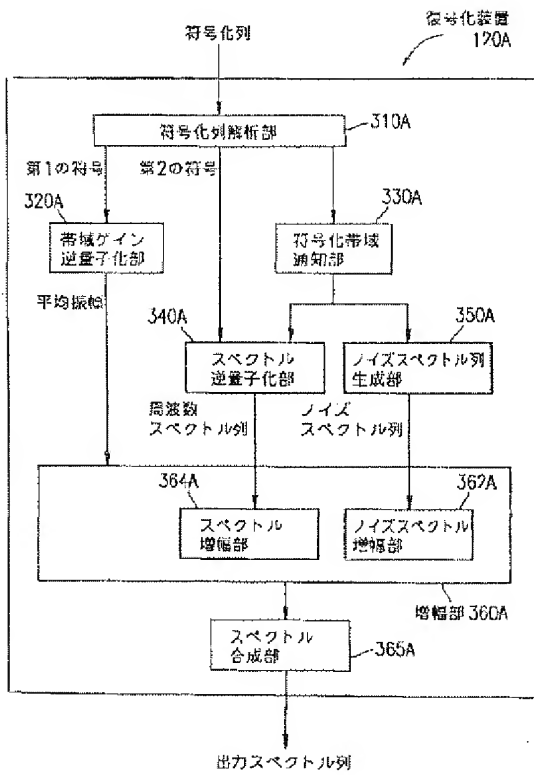 復号化装置
120A
符号化列
符号化列解析部
310A
第1の符号
第2の符号
320A
330A
帯域ゲイン
逆量子化部
符号化帯域
通知部
平均振幅
340A
350A
スペクトル
逆量子化部
ノイズスペクトル列
生成部
周波数
スペクトル列
ノイズ
スペクトル列
364A
362A
スペクトル
増幅部
ノイズスペクトル
増幅部
増幅部 360A
スペクトル
合成部
365A
出力スペクトル列